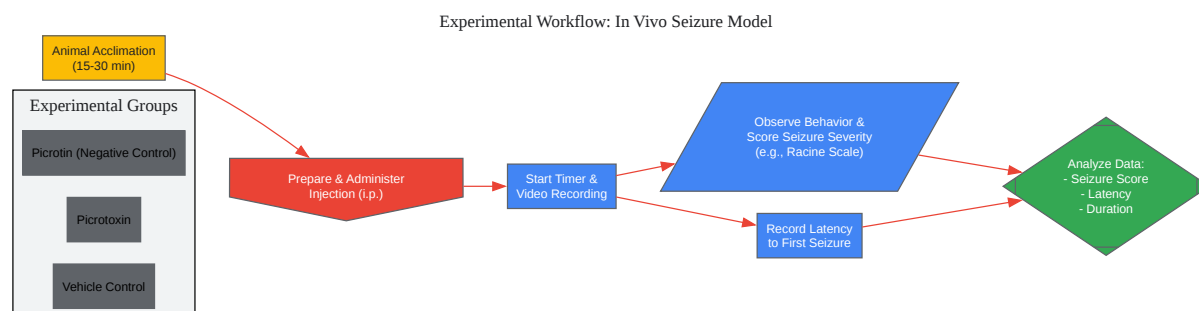 Experimental Workflow: In Vivo Seizure Model
Animal Acclimation
(15-30 min)
Experimental Groups
Picrotin (Negative Control)
Picrotoxin
Vehicle Control
Prepare & Administer
Injection (i.p.)
Start Timer &
Video Recording
Observe Behavior &
Score Seizure Severity
(e.g., Racine Scale)
Record Latency
to First Seizure
Analyze Data:
- Seizure Score
- Latency
- Duration